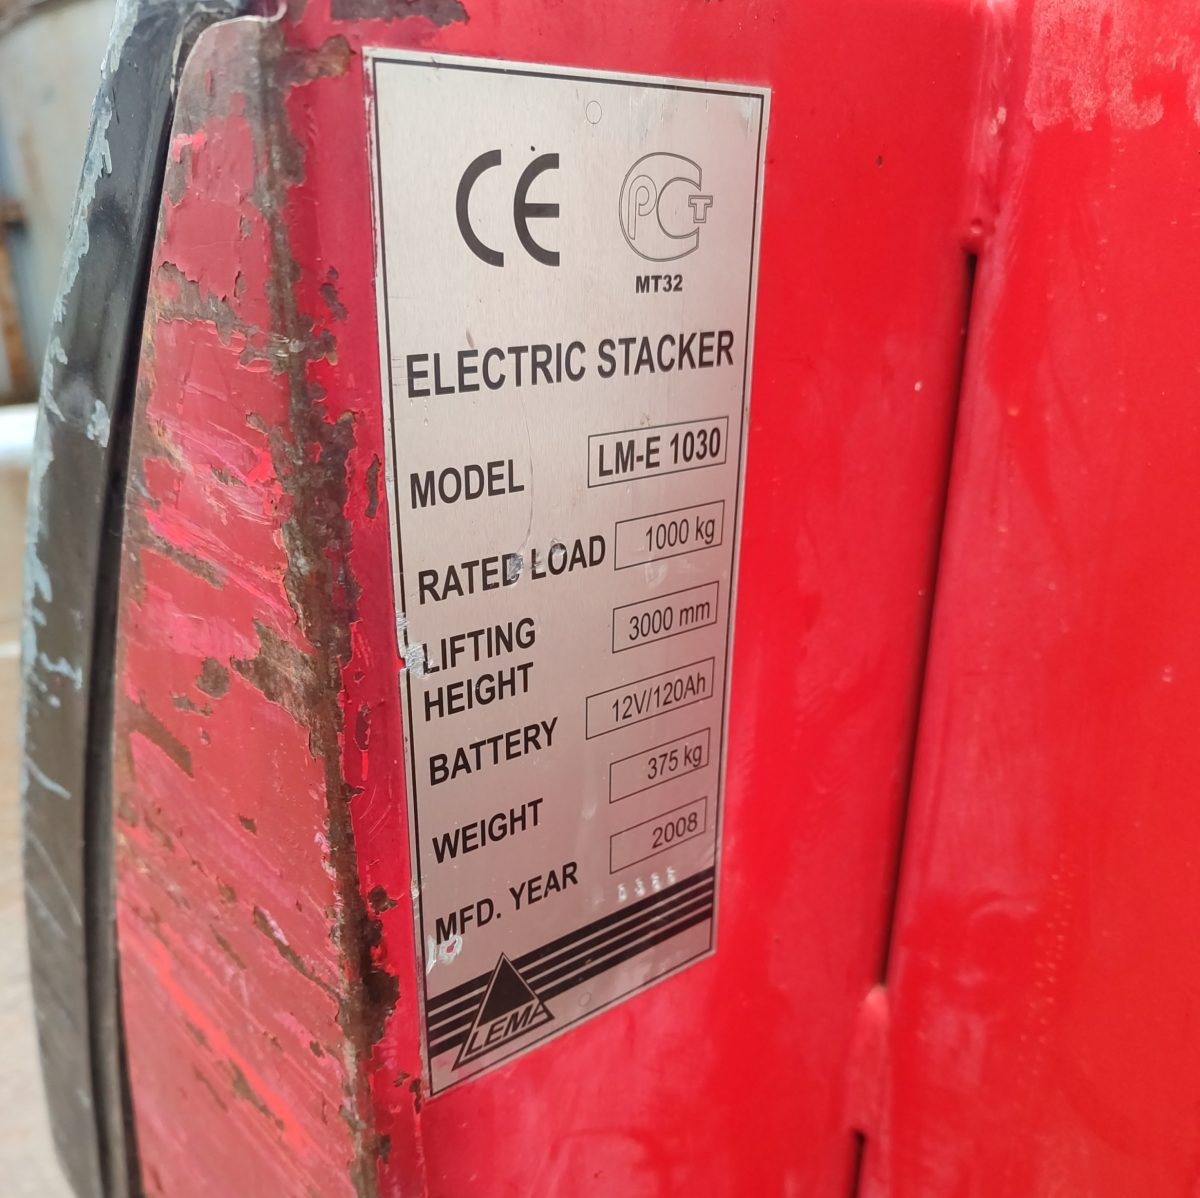 CE
PCT
MT32
ELECTRIC STACKER
MODEL LM-E 1030
RATED LOAD 1000 kg
LIFTING HEIGHT 3000 mm
BATTERY 12V/120Ah
WEIGHT 375 kg
MFD. YEAR 2008
LEMA